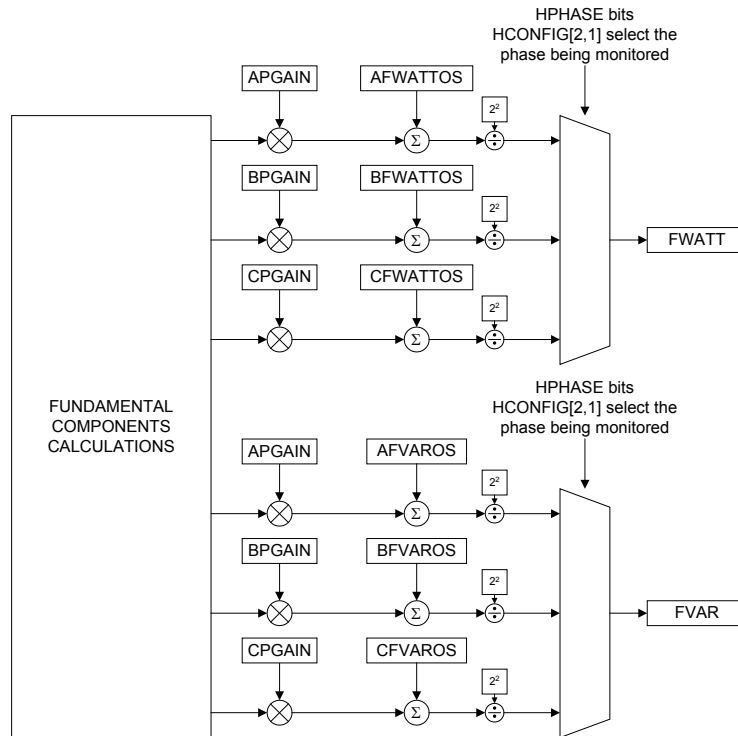 HPHASE bits
HCONFIG[2,1] select the
phase being monitored
APGAIN
AFWATTOS
2²
Σ
÷
BPGAIN
BFWATTOS
2²
Σ
÷
FWATT
CPGAIN
CFWATTOS
2²
Σ
÷
FUNDAMENTAL
COMPONENTS
CALCULATIONS
HPHASE bits
HCONFIG[2,1] select the
phase being monitored
APGAIN
AFVAROS
2²
Σ
÷
BPGAIN
BFVAROS
2²
Σ
÷
FVAR
CPGAIN
CFVAROS
2²
Σ
÷